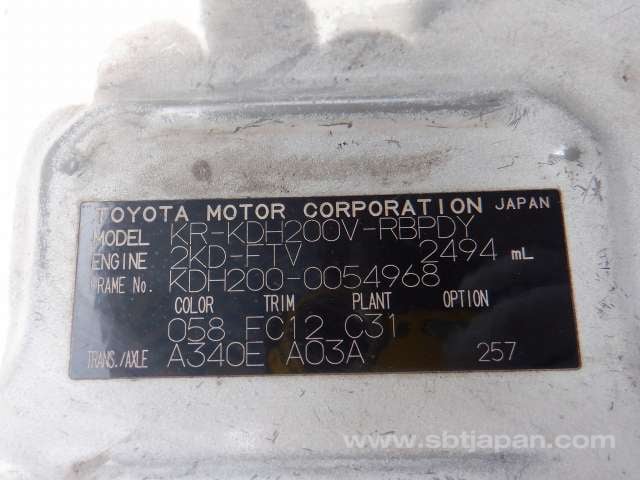 TOYOTA MOTOR CORPORATION JAPAN
MODEL KR-KDH200V-RBPDY
ENGINE 2KD-FTV 2494 mL
FRAME No. KDH200-0054968
COLOR TRIM PLANT OPTION
058 FC12 C31
TRANS./AXLE A340E A03A 257
www.sbtjapan.com